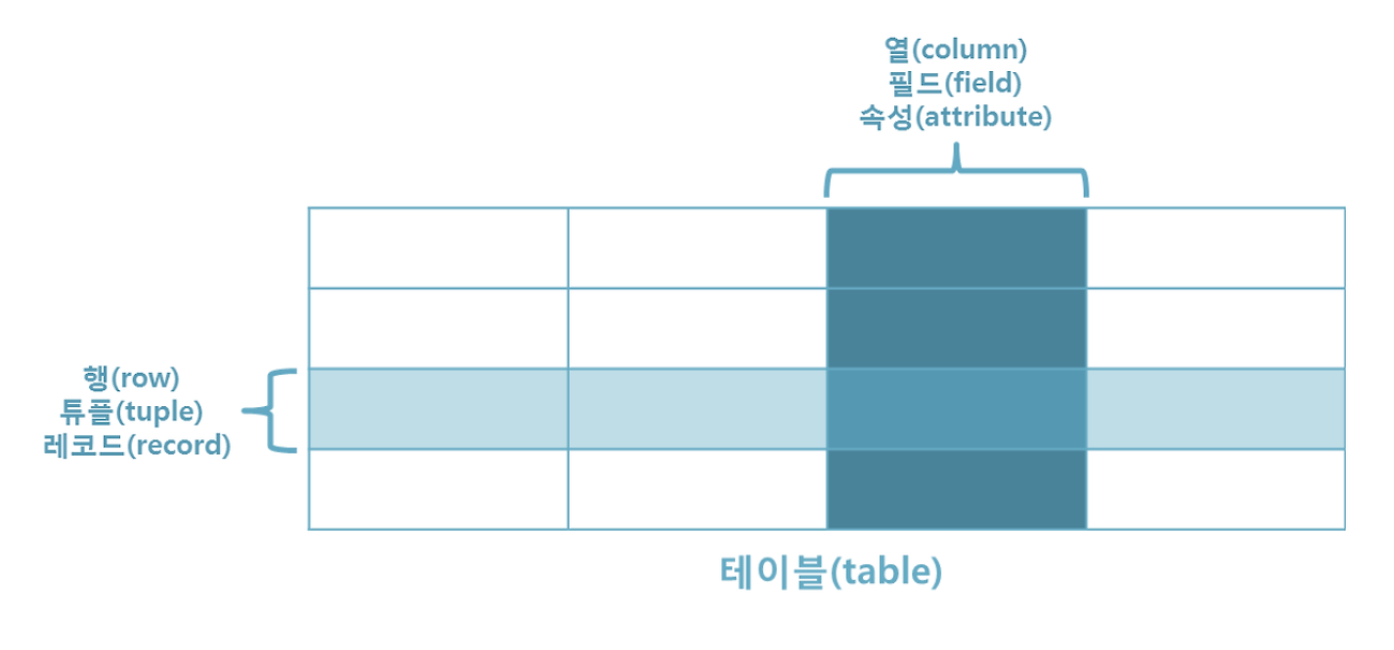 열(column)
필드(field)
속성(attribute)
행(row)
튜플(tuple)
레코드(record)
테이블(table)